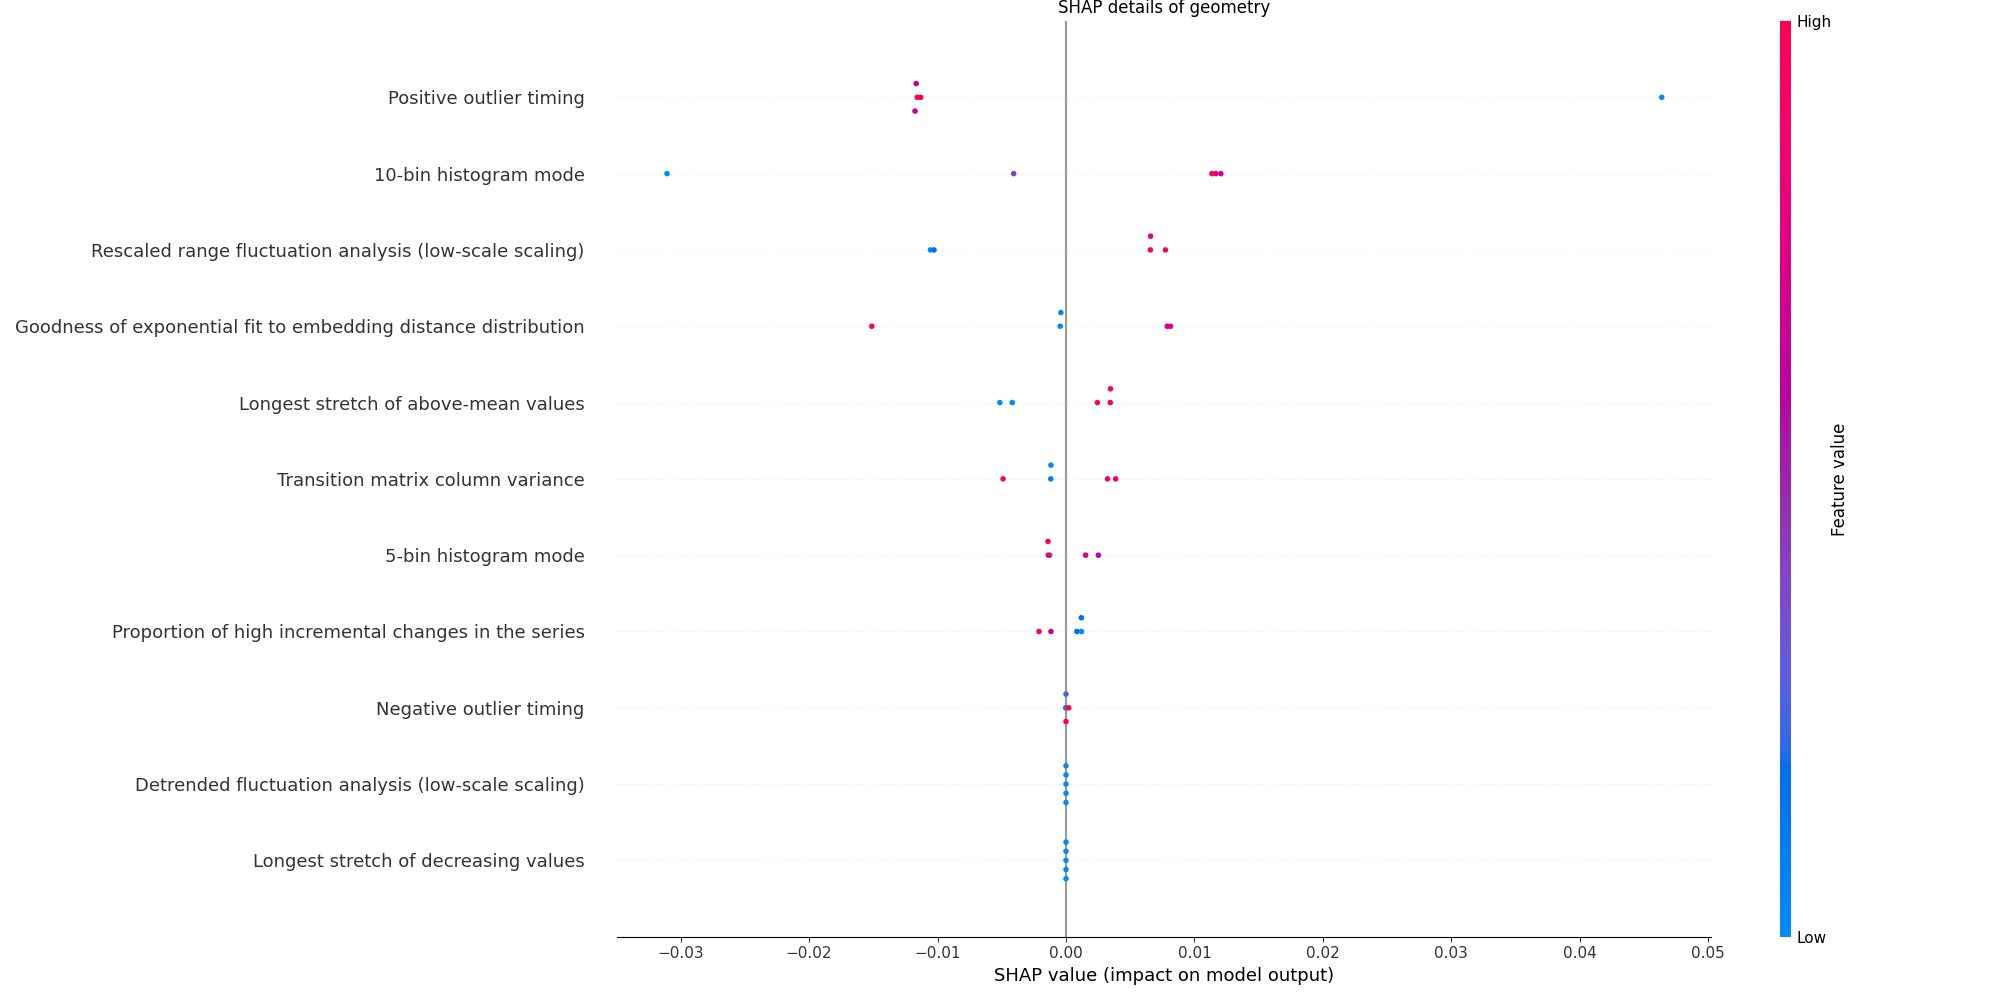 SHAP details of geometry
High
Positive outlier timing
10-bin histogram mode
Rescaled range fluctuation analysis (low-scale scaling)
Goodness of exponential fit to embedding distance distribution
Longest stretch of above-mean values
Transition matrix column variance
5-bin histogram mode
Proportion of high incremental changes in the series
Negative outlier timing
Detrended fluctuation analysis (low-scale scaling)
Longest stretch of decreasing values
Feature value
Low
−0.03 −0.02 −0.01 0.00 0.01 0.02 0.03 0.04 0.05
SHAP value (impact on model output)